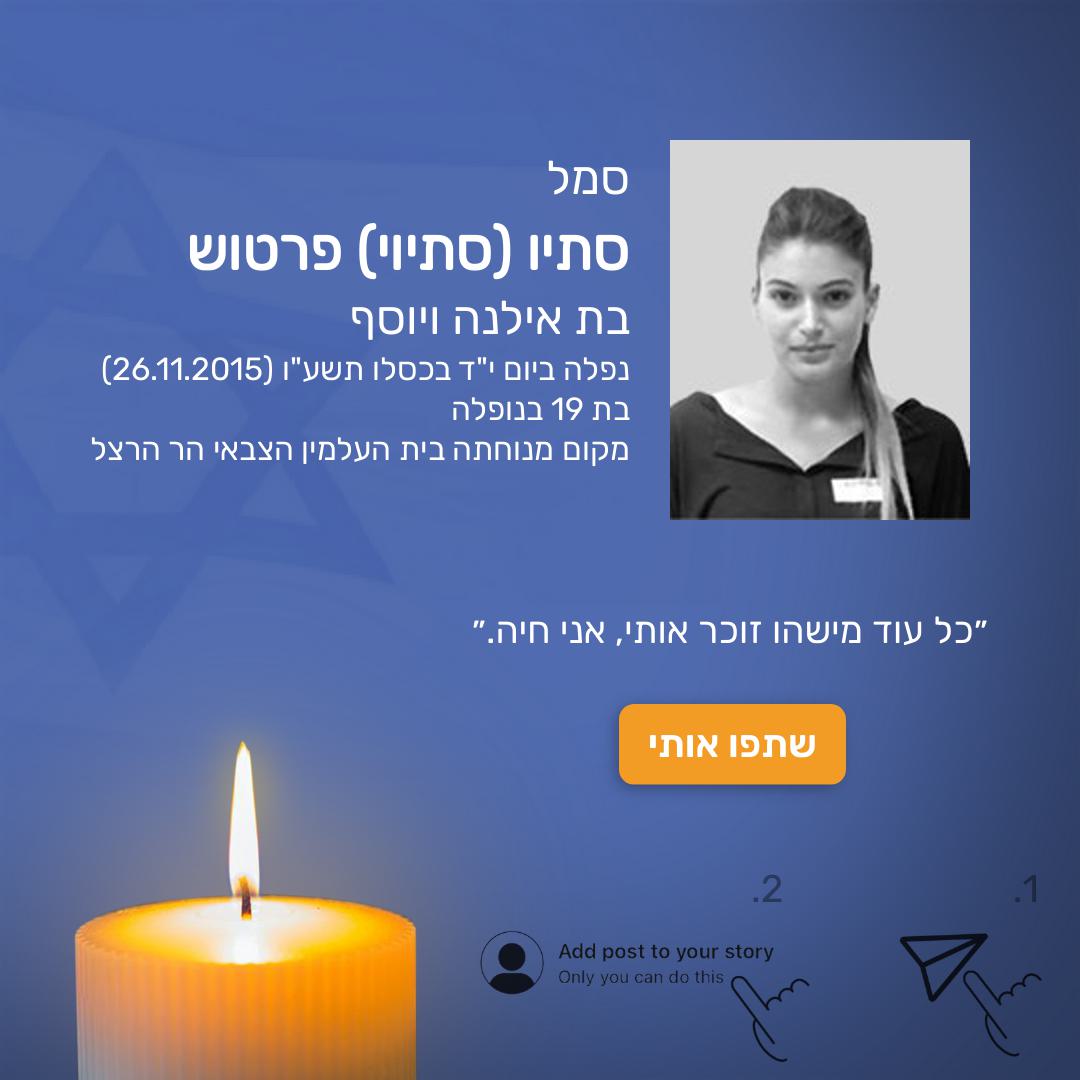 סמל
סתיו (סתיוי) פרטוש
בת אילנה ויוסף
נפלה ביום י"ד בכסלו תשע"ו (26.11.2015)
בת 19 בנופלה
מקום מנוחתה בית העלמין הצבאי הר הרצל
״כל עוד מישהו זוכר אותי, אני חיה.״
שתפו אותי
1.
2.
Add post to your story
Only you can do this